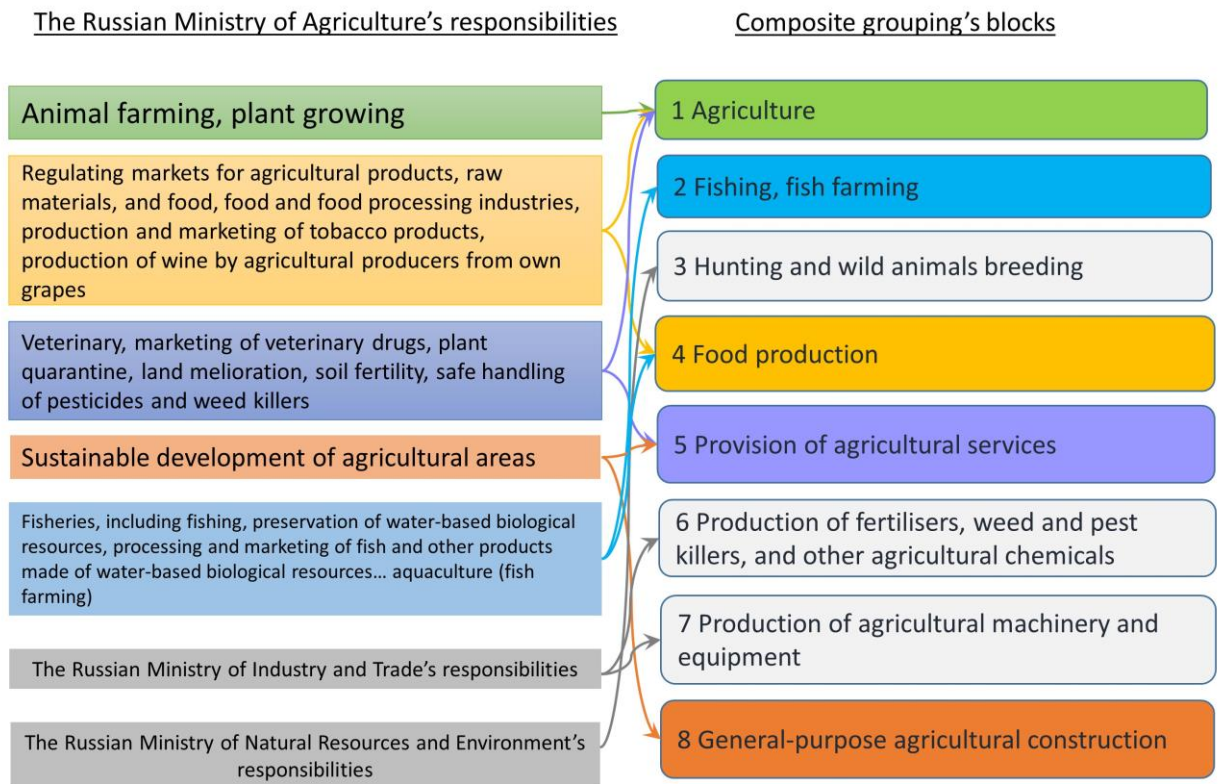 The Russian Ministry of Agriculture's responsibilities
Animal farming, plant growing
Regulating markets for agricultural products, raw
materials, and food, food and food processing industries,
production and marketing of tobacco products,
production of wine by agricultural producers from own
grapes
Veterinary, marketing of veterinary drugs, plant
quarantine, land melioration, soil fertility, safe handling
of pesticides and weed killers
Sustainable development of agricultural areas
Fisheries, including fishing, preservation of water-based biological
resources, processing and marketing of fish and other products
made of water-based biological resources... aquaculture (fish
farming)
The Russian Ministry of Industry and Trade's responsibilities
The Russian Ministry of Natural Resources and Environment's
responsibilities
Composite grouping's blocks
1 Agriculture
2 Fishing, fish farming
3 Hunting and wild animals breeding
4 Food production
5 Provision of agricultural services
6 Production of fertilisers, weed and pest
killers, and other agricultural chemicals
7 Production of agricultural machinery and
equipment
8 General-purpose agricultural construction